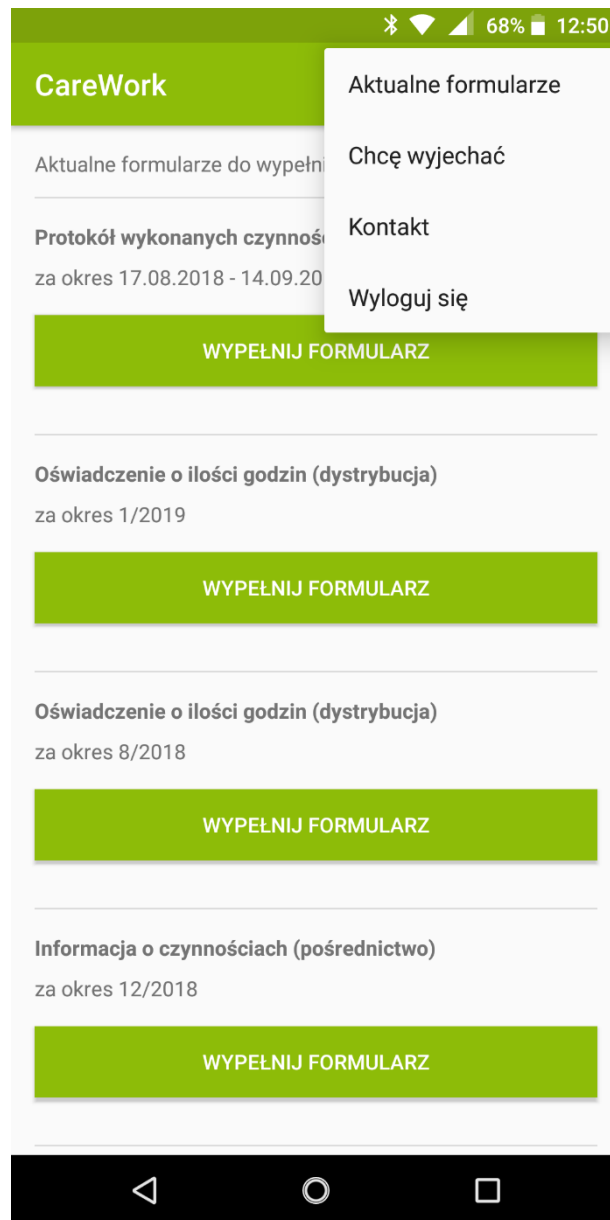 68% 12:50
CareWork
Aktualne formularze
Chcę wyjechać
Kontakt
Wyloguj się
Aktualne formularze do wypełni
Protokół wykonanych czynnoś
za okres 17.08.2018 - 14.09.20
WYPEŁNIJ FORMULARZ
Oświadczenie o ilości godzin (dystrybucja)
za okres 1/2019
WYPEŁNIJ FORMULARZ
Oświadczenie o ilości godzin (dystrybucja)
za okres 8/2018
WYPEŁNIJ FORMULARZ
Informacja o czynnościach (pośrednictwo)
za okres 12/2018
WYPEŁNIJ FORMULARZ